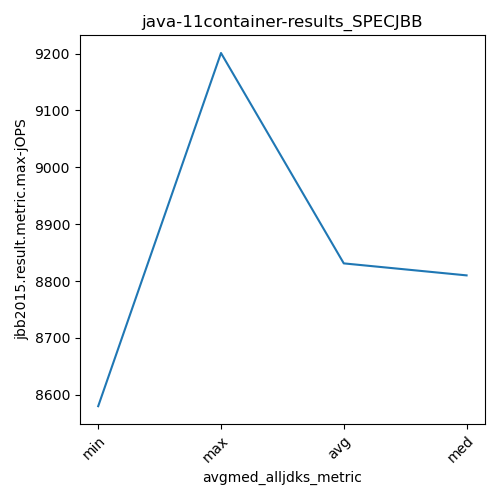 java-11container-results_SPECJBB
jbb2015.result.metric.max-jOPS
9200
9100
9000
8900
8800
8700
8600
min
max
avg
med
avgmed_alljdks_metric